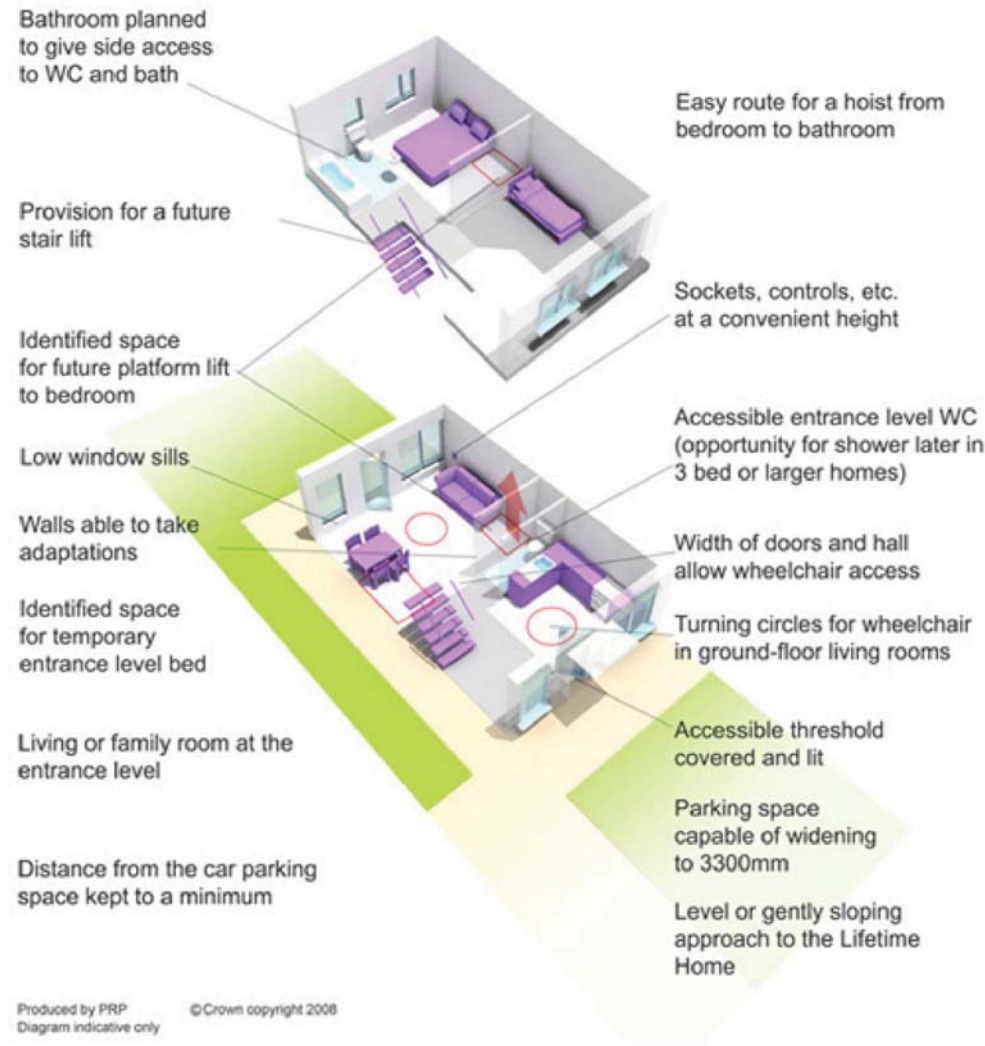 Bathroom planned
to give side access
to WC and bath
Easy route for a hoist from
bedroom to bathroom
Provision for a future
stair lift
Sockets, controls, etc.
at a convenient height
Identified space
for future platform lift
to bedroom
Accessible entrance level WC
(opportunity for shower later in
3 bed or larger homes)
Low window sills
Walls able to take
adaptations
Width of doors and hall
allow wheelchair access
Identified space
for temporary
entrance level bed
Turning circles for wheelchair
in ground-floor living rooms
Living or family room at the
entrance level
Accessible threshold
covered and lit
Parking space
capable of widening
to 3300mm
Distance from the car parking
space kept to a minimum
Level or gently sloping
approach to the Lifetime
Home
Produced by PRP ©Crown copyright 2008
Diagram indicative only